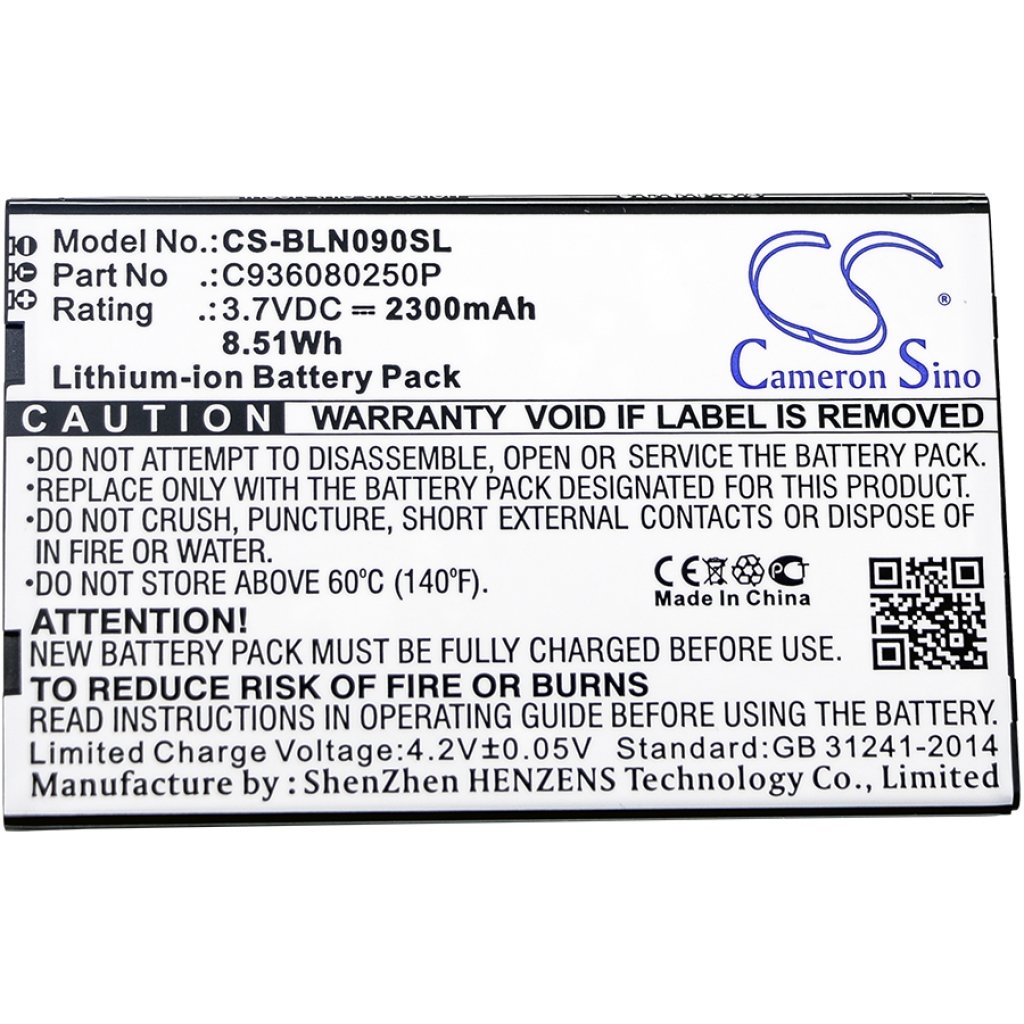 Model No.:CS-BLN090SL
Part No .:C936080250P
Rating .:3.7VDC ⎓ 2300mAh
8.51Wh
Lithium-ion Battery Pack
CS®
Cameron Sino
CAUTION WARRANTY VOID IF LABEL IS REMOVED
•DO NOT ATTEMPT TO DISASSEMBLE, OPEN OR SERVICE THE BATTERY PACK.
•REPLACE ONLY WITH THE BATTERY PACK DESIGNATED FOR THIS PRODUCT.
•DO NOT CRUSH, PUNCTURE, SHORT EXTERNAL CONTACTS OR DISPOSE OF
IN FIRE OR WATER.
•DO NOT STORE ABOVE 60ºC (140ºF).
CE PCT
Made In China
ATTENTION!
NEW BATTERY PACK MUST BE FULLY CHARGED BEFORE USE.
TO REDUCE RISK OF FIRE OR BURNS
READ INSTRUCTIONS IN OPERATING GUIDE BEFORE USING THE BATTERY.
Limited Charge Voltage:4.2V±0.05V Standard:GB 31241-2014
Manufacture by : ShenZhen HENZENS Technology Co., Limited